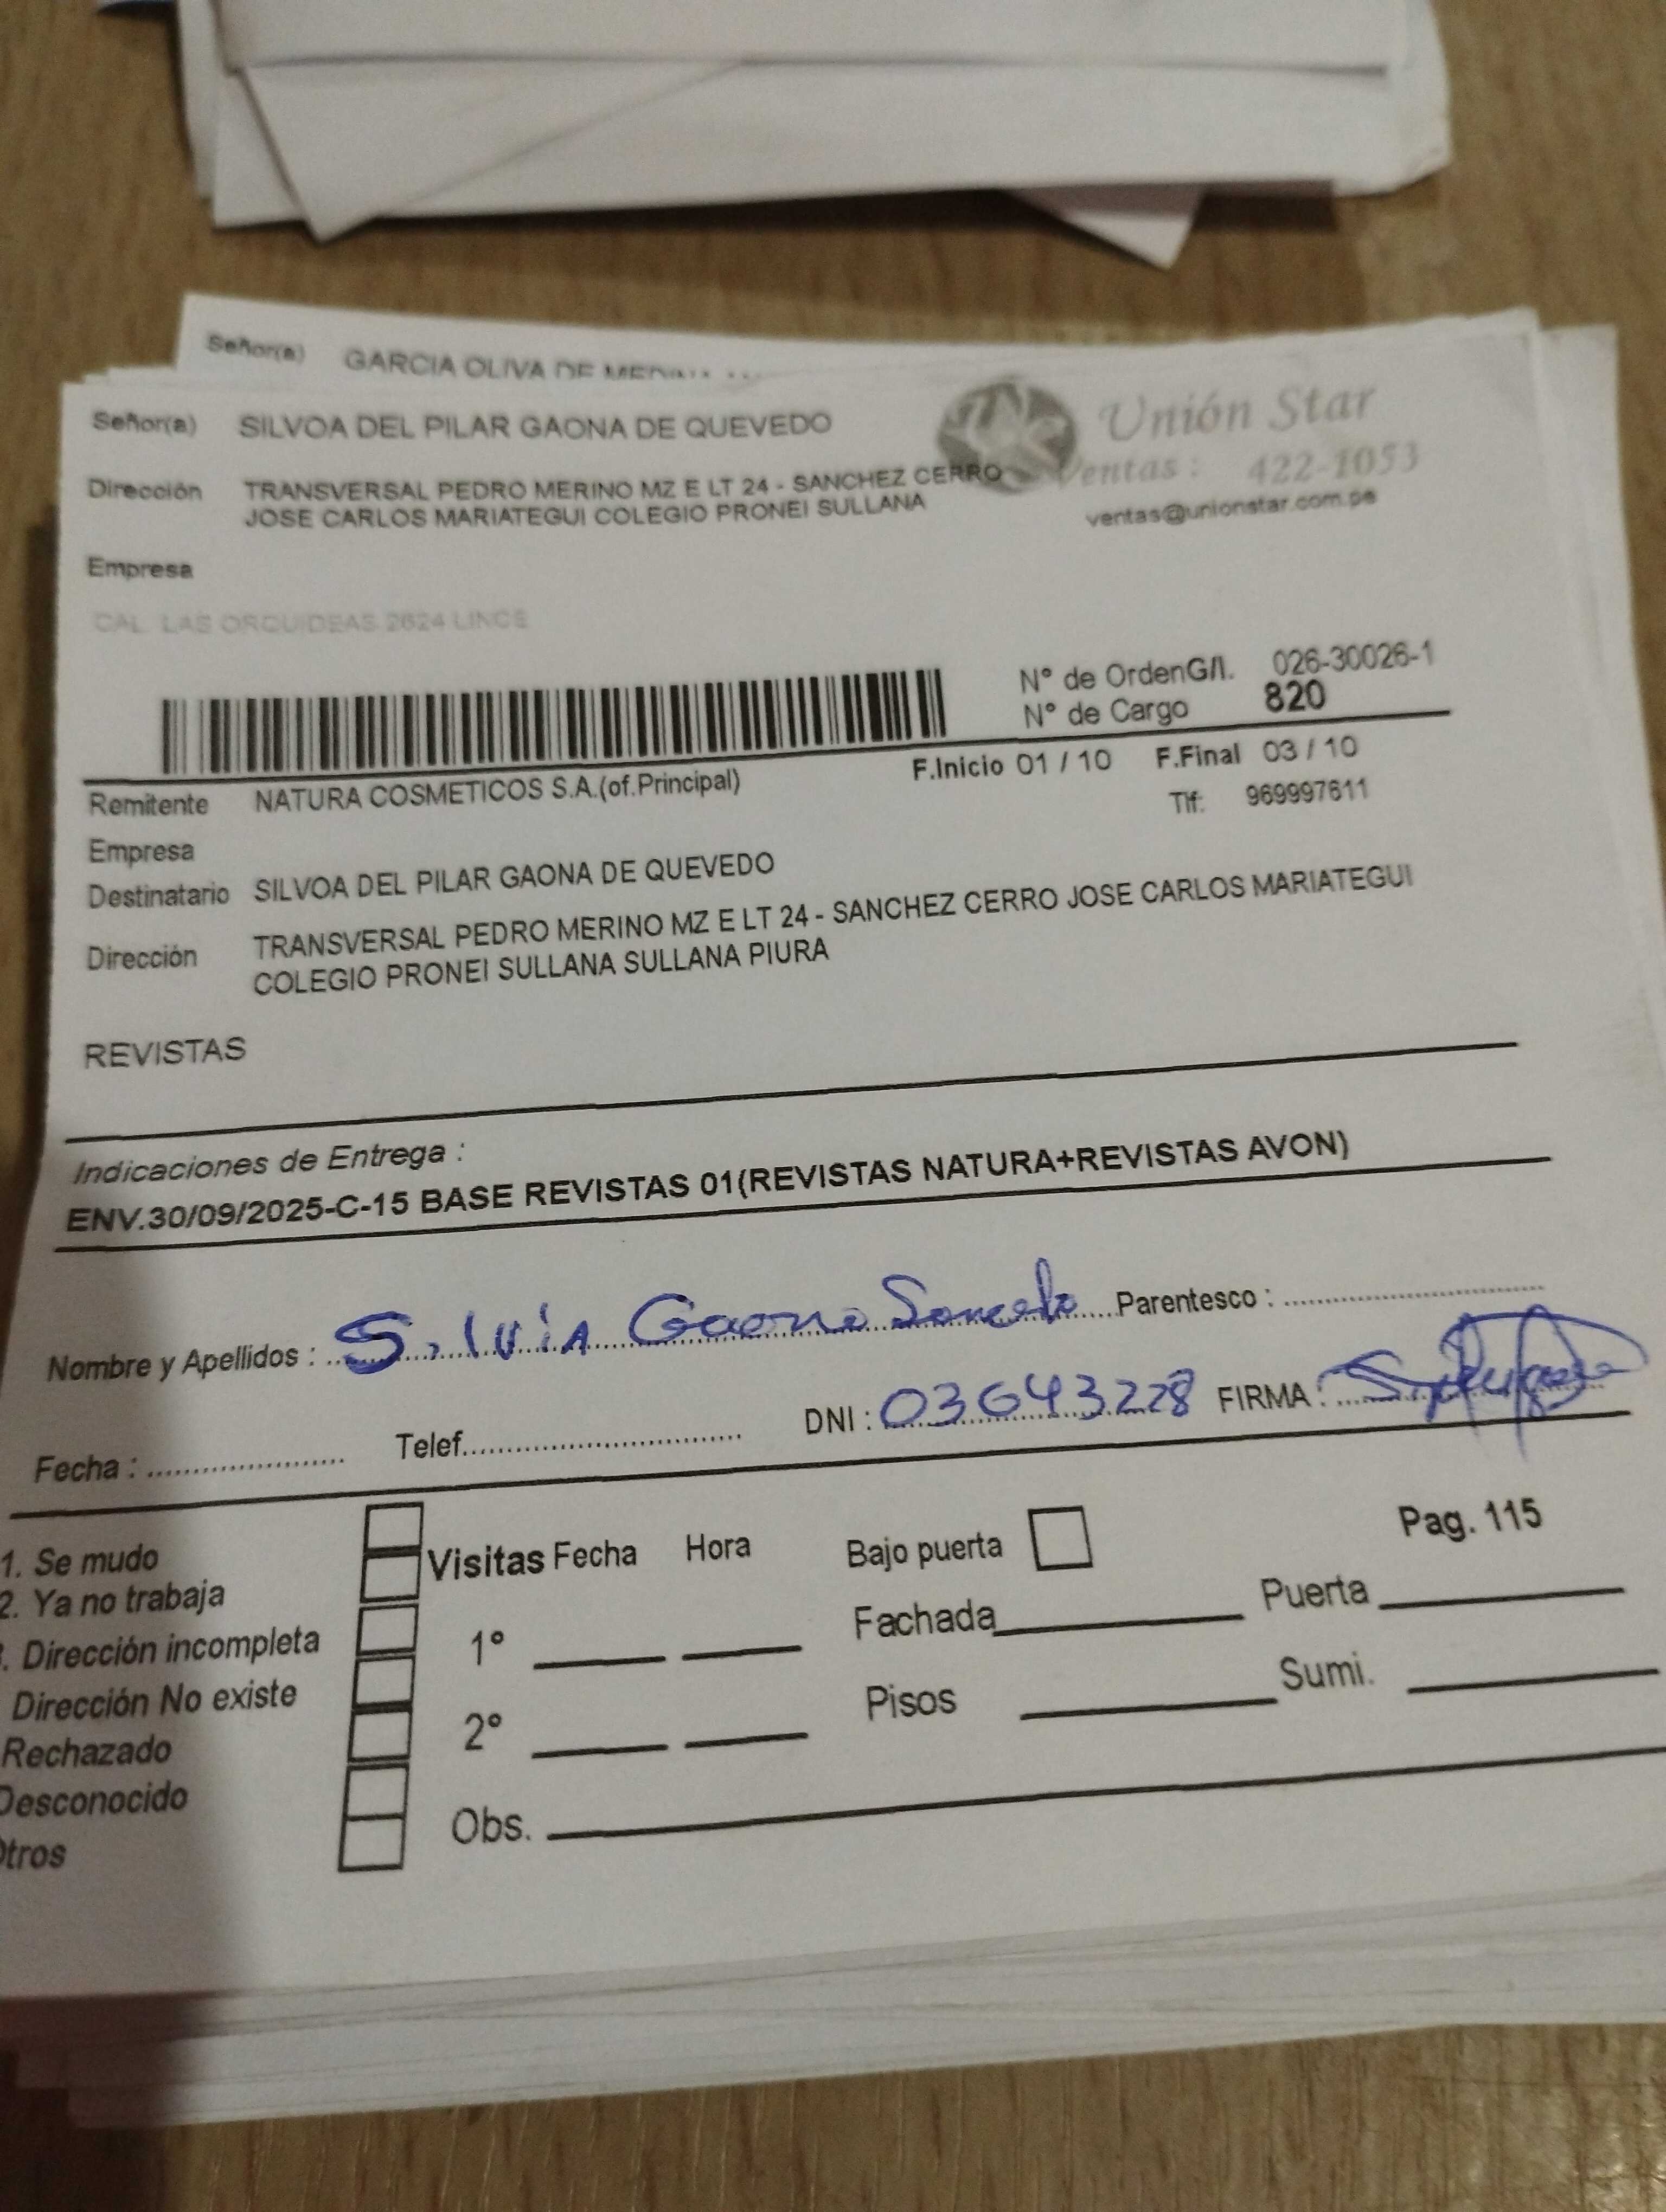 Señor(a) GARCIA OLIVA DE
Señor(a) SILVOA DEL PILAR GAONA DE QUEVEDO
Unión Star
Ventas : 422-1053
ventas@unionstar.com.pe
Dirección TRANSVERSAL PEDRO MERINO MZ E LT 24 - SANCHEZ CERRO
JOSE CARLOS MARIATEGUI COLEGIO PRONEI SULLANA
Empresa
CAL LAS ORQUIDEAS 2624 LINCE
N° de OrdenG/I. 026-30026-1
N° de Cargo 820
F.Inicio 01 / 10 F.Final 03 / 10
Remitente NATURA COSMETICOS S.A.(of.Principal)
Tlf: 969997611
Empresa
Destinatario SILVOA DEL PILAR GAONA DE QUEVEDO
Dirección TRANSVERSAL PEDRO MERINO MZ E LT 24 - SANCHEZ CERRO JOSE CARLOS MARIATEGUI
COLEGIO PRONEI SULLANA SULLANA PIURA
REVISTAS
Indicaciones de Entrega :
ENV.30/09/2025-C-15 BASE REVISTAS 01(REVISTAS NATURA+REVISTAS AVON)
Nombre y Apellidos : Silvia Gaona Parentesco :
Fecha : Telef. DNI : 03643228 FIRMA :
1. Se mudo
2. Ya no trabaja
. Dirección incompleta
Dirección No existe
Rechazado
Desconocido
Otros
Visitas Fecha Hora
1°
2°
Obs.
Bajo puerta
Pag. 115
Fachada Puerta
Pisos Sumi.